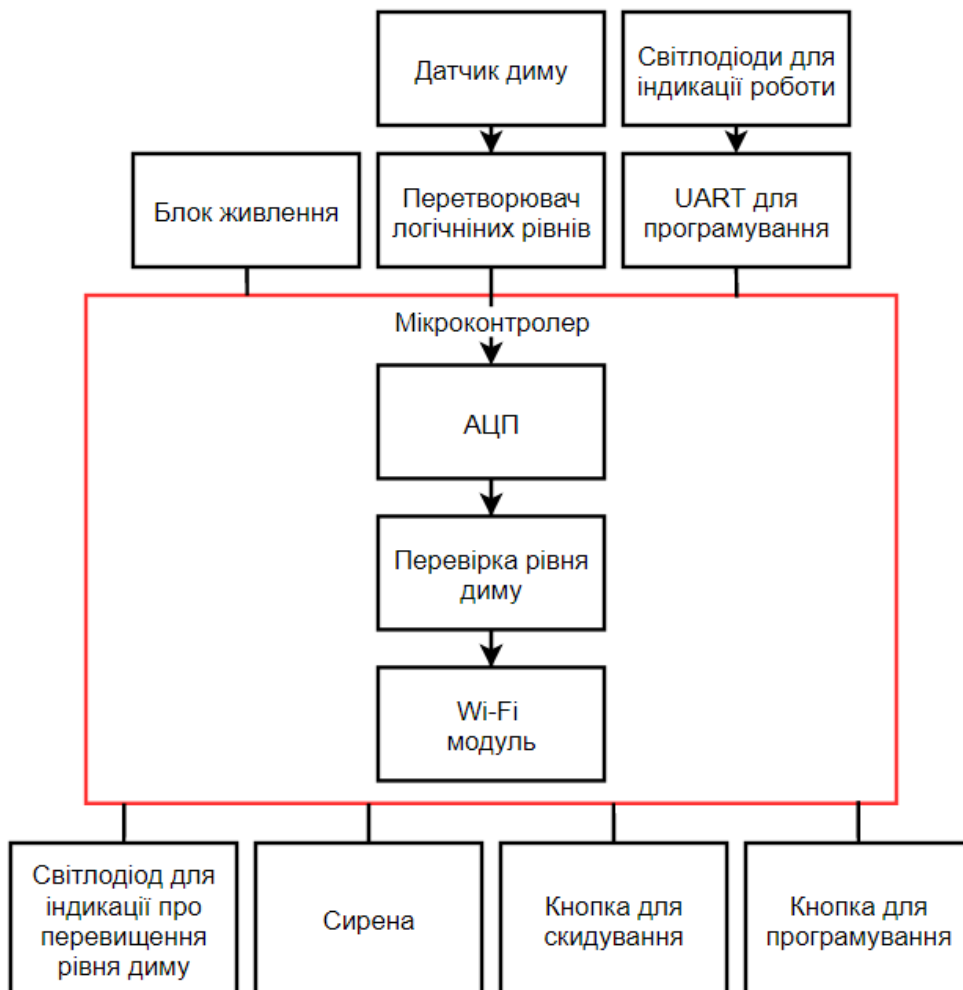 Датчик диму
Світлодіоди для
індикації роботи
Блок живлення
Перетворювач
логічніних рівнів
UART для
програмування
Мікроконтролер
АЦП
Перевірка рівня
диму
Wi-Fi
модуль
Світлодіод для
індикації про
перевищення
рівня диму
Сирена
Кнопка для
скидування
Кнопка для
програмування